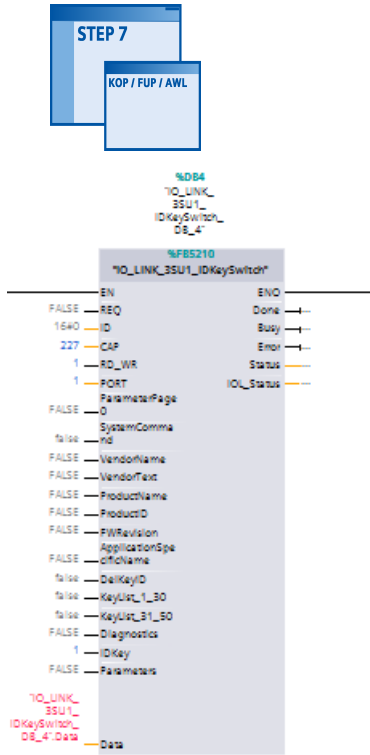 STEP 7
KOP / FUP / AWL
%DB4
"IO_LINK_
3SU1_
IDKeySwitch_
DB_4"
%FB5210
"IO_LINK_3SU1_IDKeySwitch"
EN ENO
FALSE REQ Done
16#0 ID Busy
227 CAP Error
1 RD_WR Status
1 PORT IOL_Status
ParameterPage
FALSE 0
SystemComma
false nd
FALSE VendorName
FALSE VendorText
FALSE ProductName
FALSE ProductID
FALSE FWRevision
ApplicationSpe
FALSE cificName
false DelKeyID
false KeyList_1_30
false KeyList_31_50
FALSE Diagnostics
1 IDKey
FALSE Parameters
"IO_LINK_
3SU1_
IDKeySwitch_
DB_4".Data Data